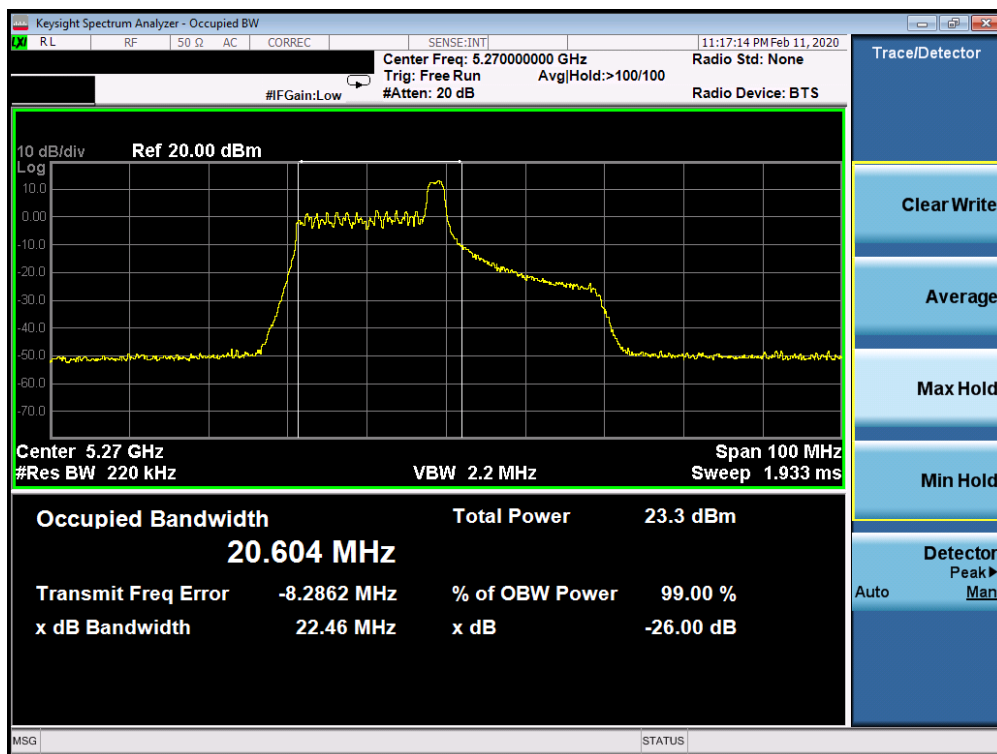 Keysight Spectrum Analyzer - Occupied BW
LXI RL RF 50 Ω AC CORREC SENSE:INT 11:17:14 PM Feb 11, 2020
Center Freq: 5.270000000 GHz Radio Std: None
Trig: Free Run Avg|Hold:>100/100
#IFGain:Low #Atten: 20 dB Radio Device: BTS
Trace/Detector
10 dB/div Ref 20.00 dBm
Log
10.0
0.00
-10.0
-20.0
-30.0
-40.0
-50.0
-60.0
-70.0
Center 5.27 GHz Span 100 MHz
#Res BW 220 kHz VBW 2.2 MHz Sweep 1.933 ms
Occupied Bandwidth Total Power 23.3 dBm
20.604 MHz
Transmit Freq Error -8.2862 MHz % of OBW Power 99.00 %
x dB Bandwidth 22.46 MHz x dB -26.00 dB
Clear Write
Average
Max Hold
Min Hold
Detector
Peak▶
Auto Man
MSG STATUS